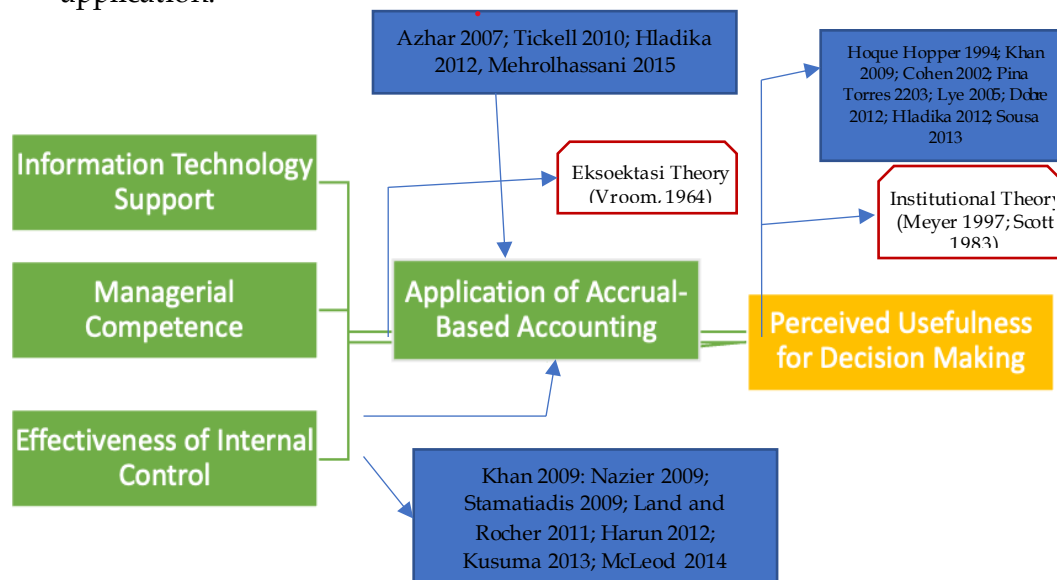 application.
Azhar 2007; Tickell 2010; Hladika
2012, Mehrolhassani 2015
Hoque Hopper 1994; Khan
2009; Cohen 2002; Pina
Torres 2203; Lye 2005; Dobre
2012; Hladika 2012; Sousa
2013
Information Technology
Support
Eksoektasi Theory
(Vroom, 1964)
Institutional Theory
(Meyer 1997; Scott
1983)
Managerial
Competence
Application of Accrual-
Based Accounting
Perceived Usefulness
for Decision Making
Effectiveness of Internal
Control
Khan 2009: Nazier 2009;
Stamatiadis 2009; Land and
Rocher 2011; Harun 2012;
Kusuma 2013; McLeod 2014